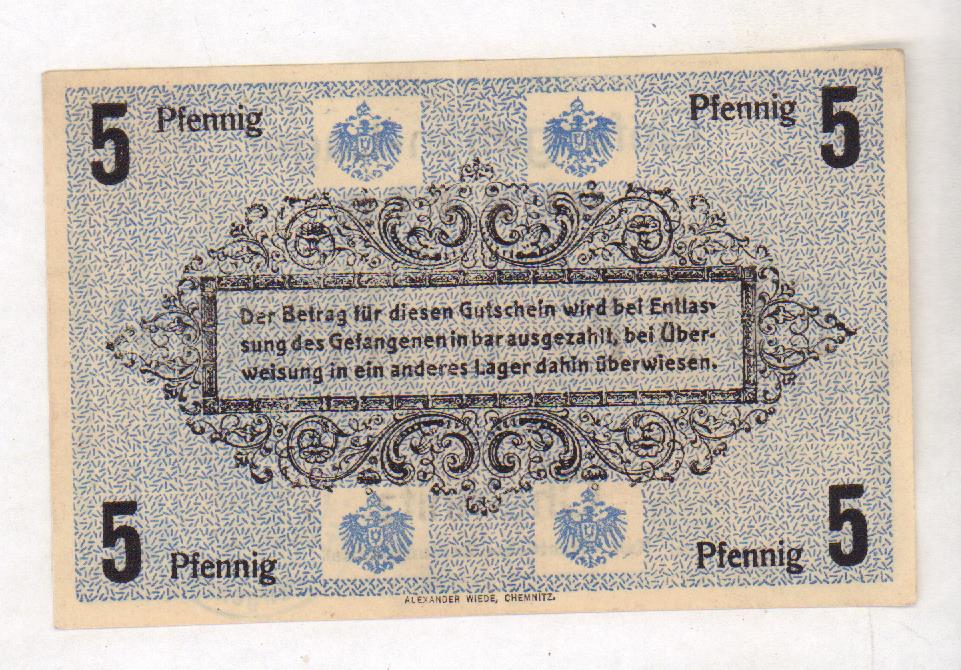 5 Pfennig Pfennig 5
Der Betrag für diesen Gutschein wird bei Entlas-
sung des Gefangenen in bar ausgezahlt, bei Über-
weisung in ein anderes Lager dahin überwiesen.
5 Pfennig Pfennig 5
ALEXANDER WIEDE, CHEMNITZ.